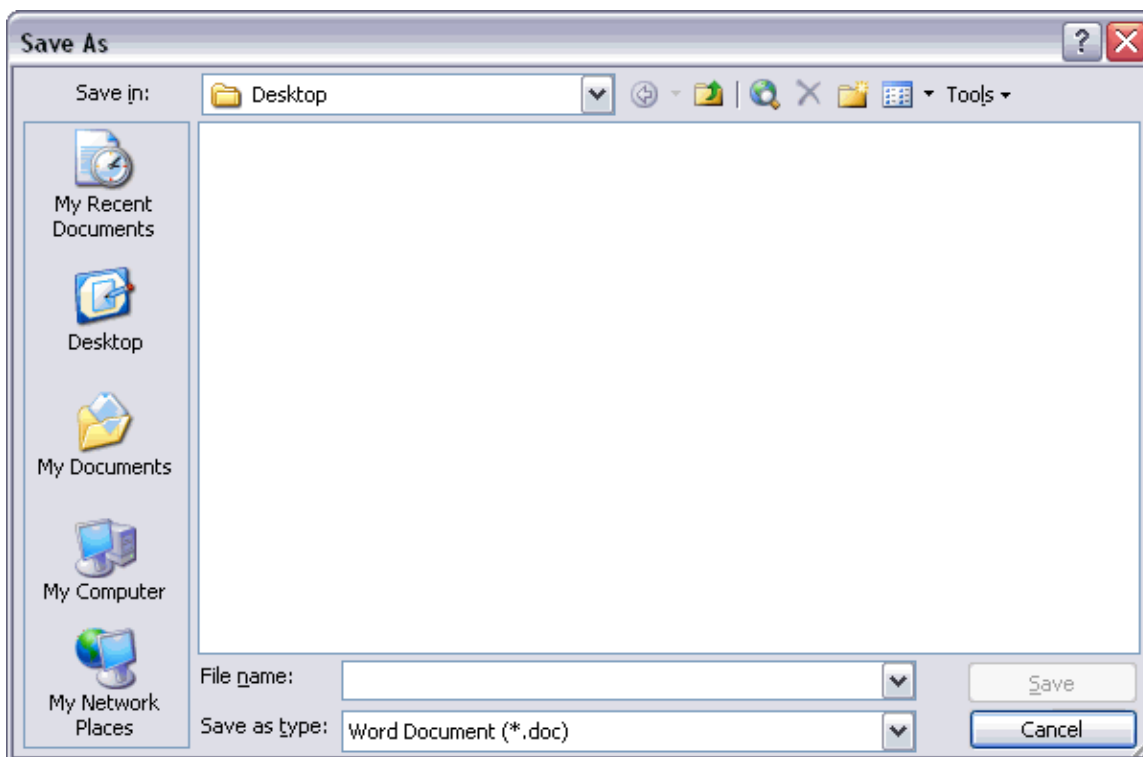 Save As
Save in:
Desktop
Tools
My Recent
Documents
Desktop
My Documents
My Computer
My Network
Places
File name:
Save
Save as type:
Word Document (*.doc)
Cancel